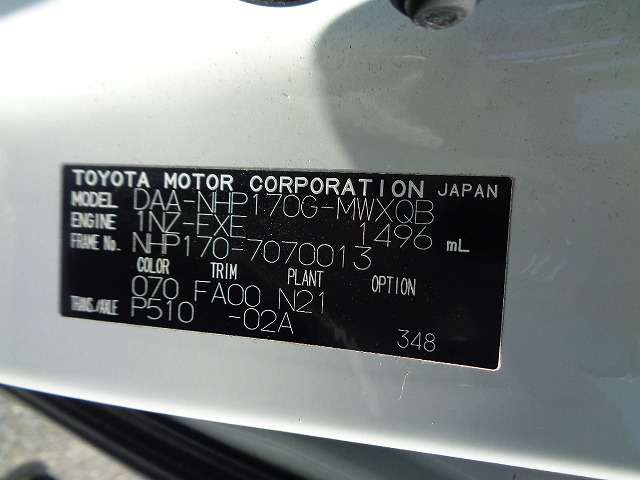 TOYOTA MOTOR CORPORATION JAPAN
MODEL DAA-NHP170G-MWXQB
ENGINE 1NZ-FXE 1496 mL
FRAME No. NHP170-7070013
COLOR TRIM PLANT OPTION
070 FA00 N21
TRANS./AXLE P510 -02A
348